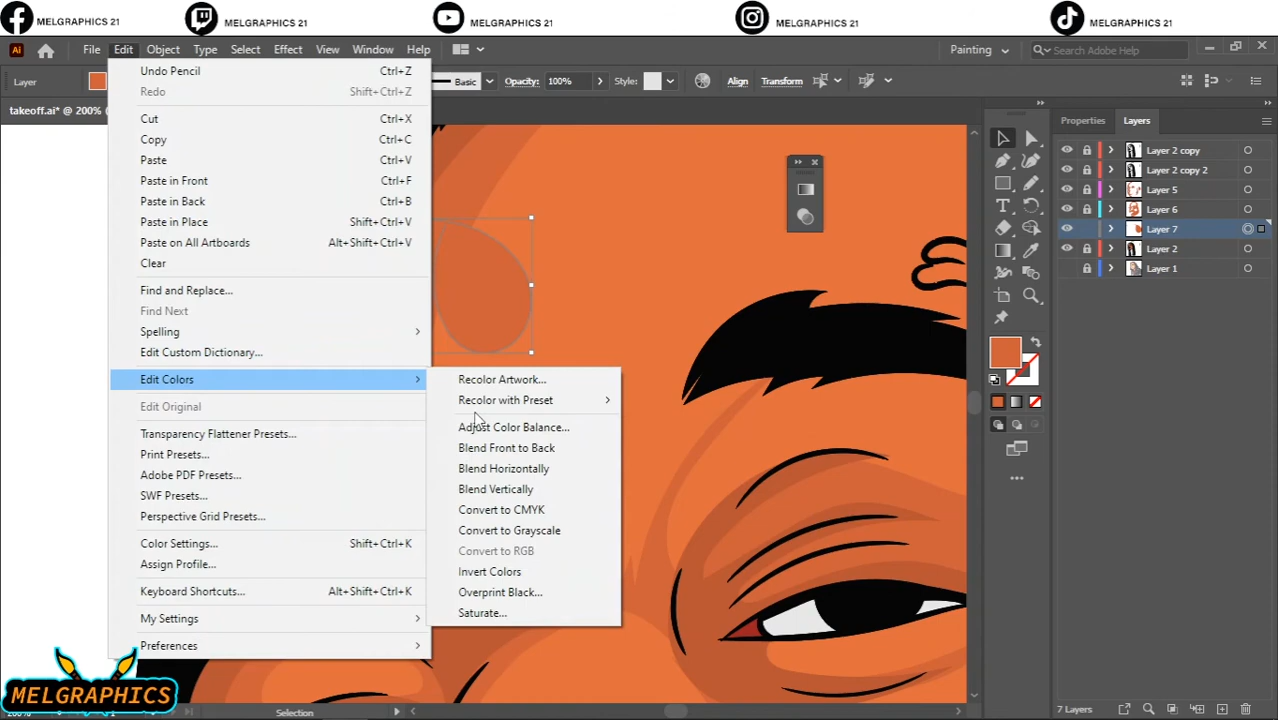 MELGRAPHICS 21 MELGRAPHICS 21 MELGRAPHICS 21 MELGRAPHICS 21 MELGRAPHICS 21
Ai File Edit Object Type Select Effect View Window Help Painting Search Adobe Help
Layer Basic Opacity: 100% Style: Align Transform
takeoff.ai* @ 200%
Undo Pencil Ctrl+Z
Redo Shift+Ctrl+Z
Cut Ctrl+X
Copy Ctrl+C
Paste Ctrl+V
Paste in Front Ctrl+F
Paste in Back Ctrl+B
Paste in Place Shift+Ctrl+V
Paste on All Artboards Alt+Shift+Ctrl+V
Clear
Find and Replace...
Find Next
Spelling
Edit Custom Dictionary...
Edit Colors
Edit Original
Transparency Flattener Presets...
Print Presets...
Adobe PDF Presets...
SWF Presets...
Perspective Grid Presets...
Color Settings... Shift+Ctrl+K
Assign Profile...
Keyboard Shortcuts... Alt+Shift+Ctrl+K
My Settings
Preferences
Recolor Artwork...
Recolor with Preset
Adjust Color Balance...
Blend Front to Back
Blend Horizontally
Blend Vertically
Convert to CMYK
Convert to Grayscale
Convert to RGB
Invert Colors
Overprint Black...
Saturate...
Properties Layers
Layer 2 copy
Layer 2 copy 2
Layer 5
Layer 6
Layer 7
Layer 2
Layer 1
MELGRAPHICS
Selection
7 Layers